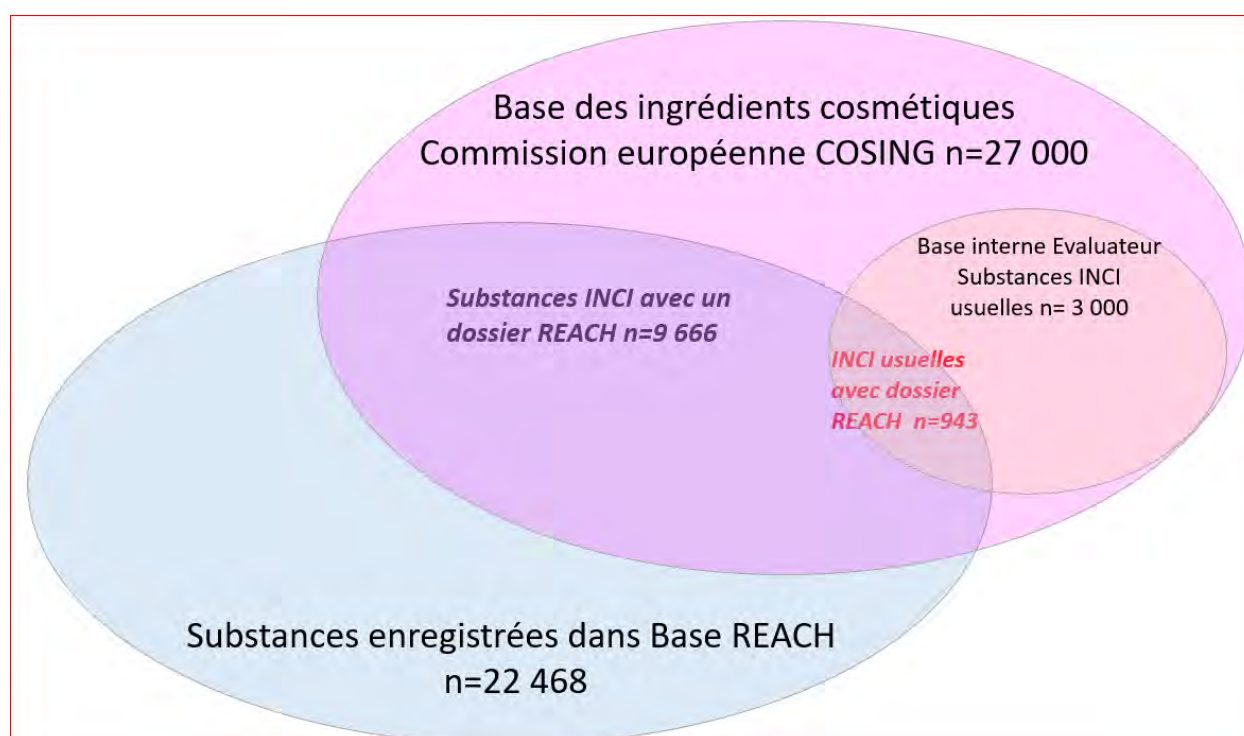 Base des ingrédients cosmétiques
Commission européenne COSING n=27 000
Base interne Evaluateur
Substances INCI
usuelles n= 3 000
Substances INCI avec un
dossier REACH n=9 666
INCI usuelles
avec dossier
REACH n=943
Substances enregistrées dans Base REACH
n=22 468